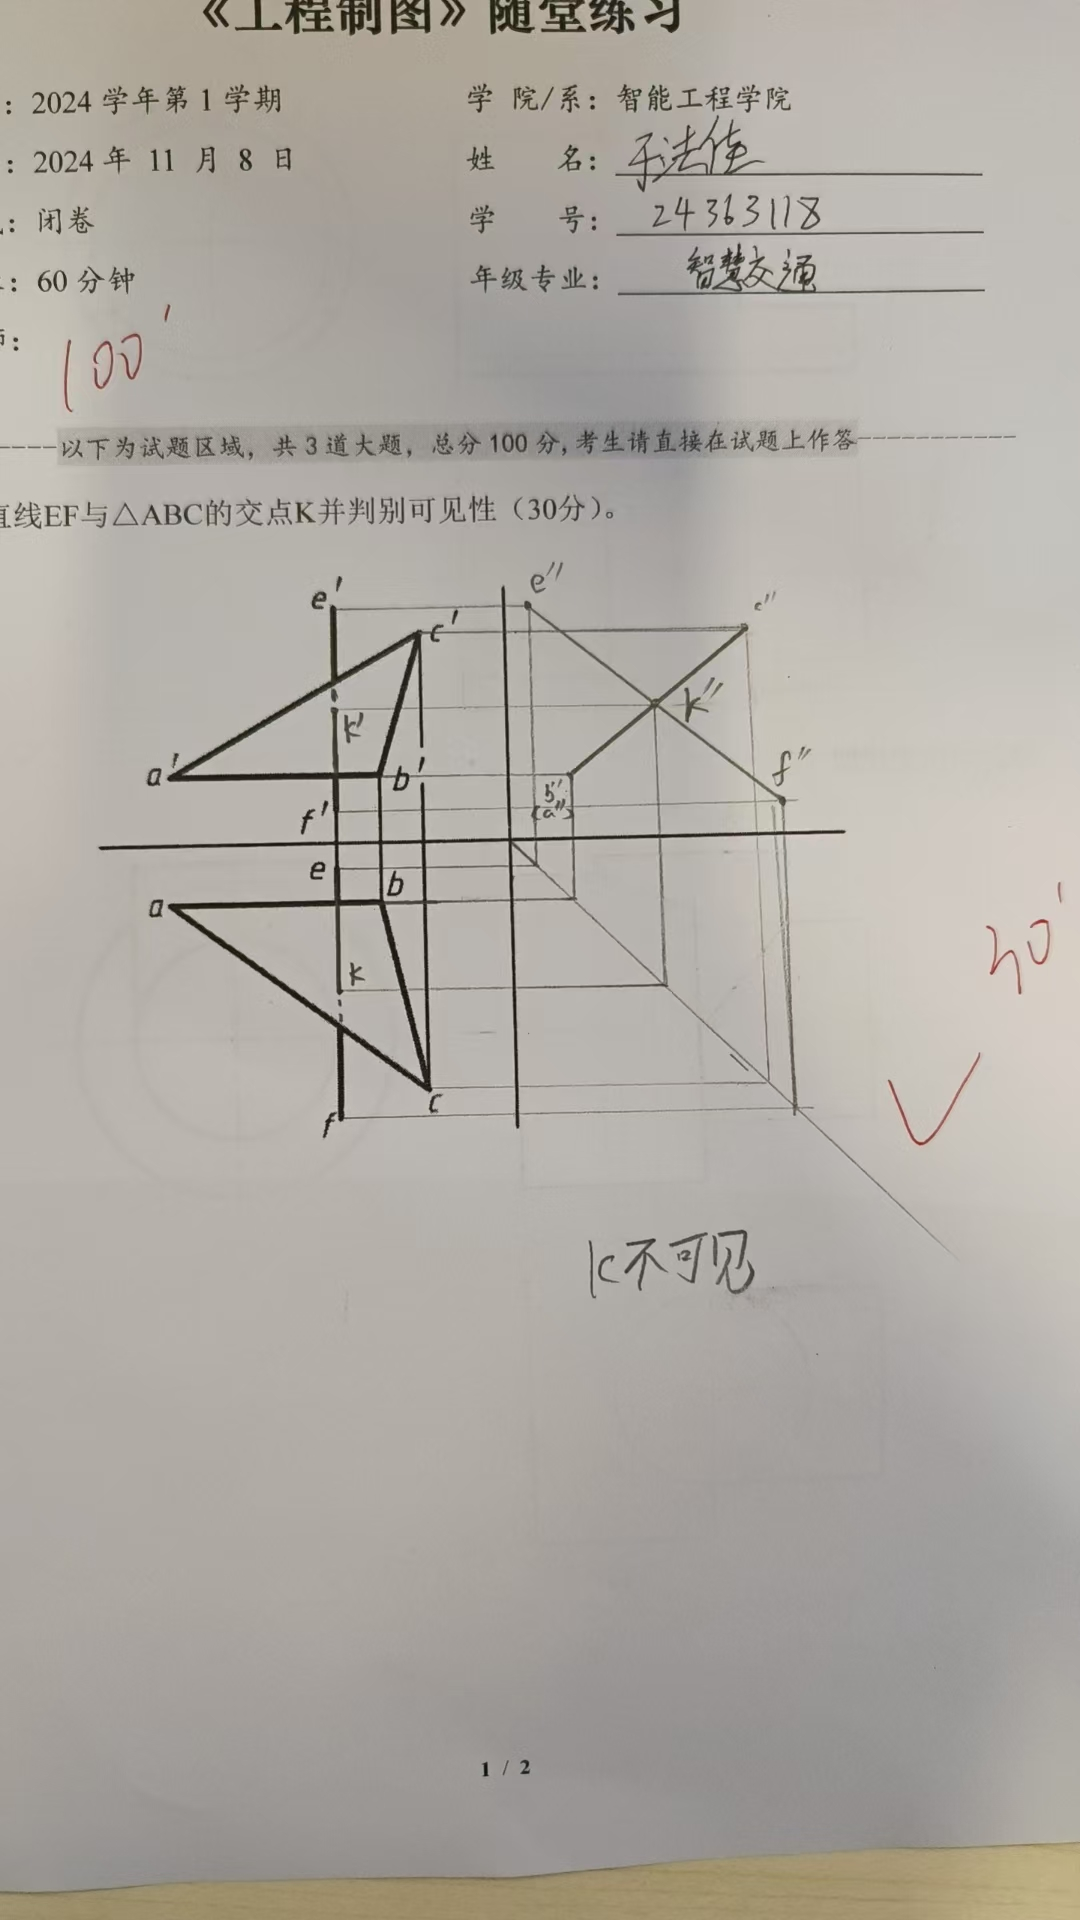 《工程制图》随堂练习
：2024 学年第 1 学期
学 院/系：智能工程学院
：2024 年 11 月 8 日
姓 名：于法佳
：闭卷
学 号：24363118
：60 分钟
年级专业：智慧交通
师：
100'
以下为试题区域，共 3 道大题，总分 100 分,考生请直接在试题上作答
直线EF与△ABC的交点K并判别可见性（30分）。
e'
e"
c'
c"
k'
k"
a'
b'
b"
(a")
f'
f"
e
b
a
k
c
f
30'
K不可见
1 / 2